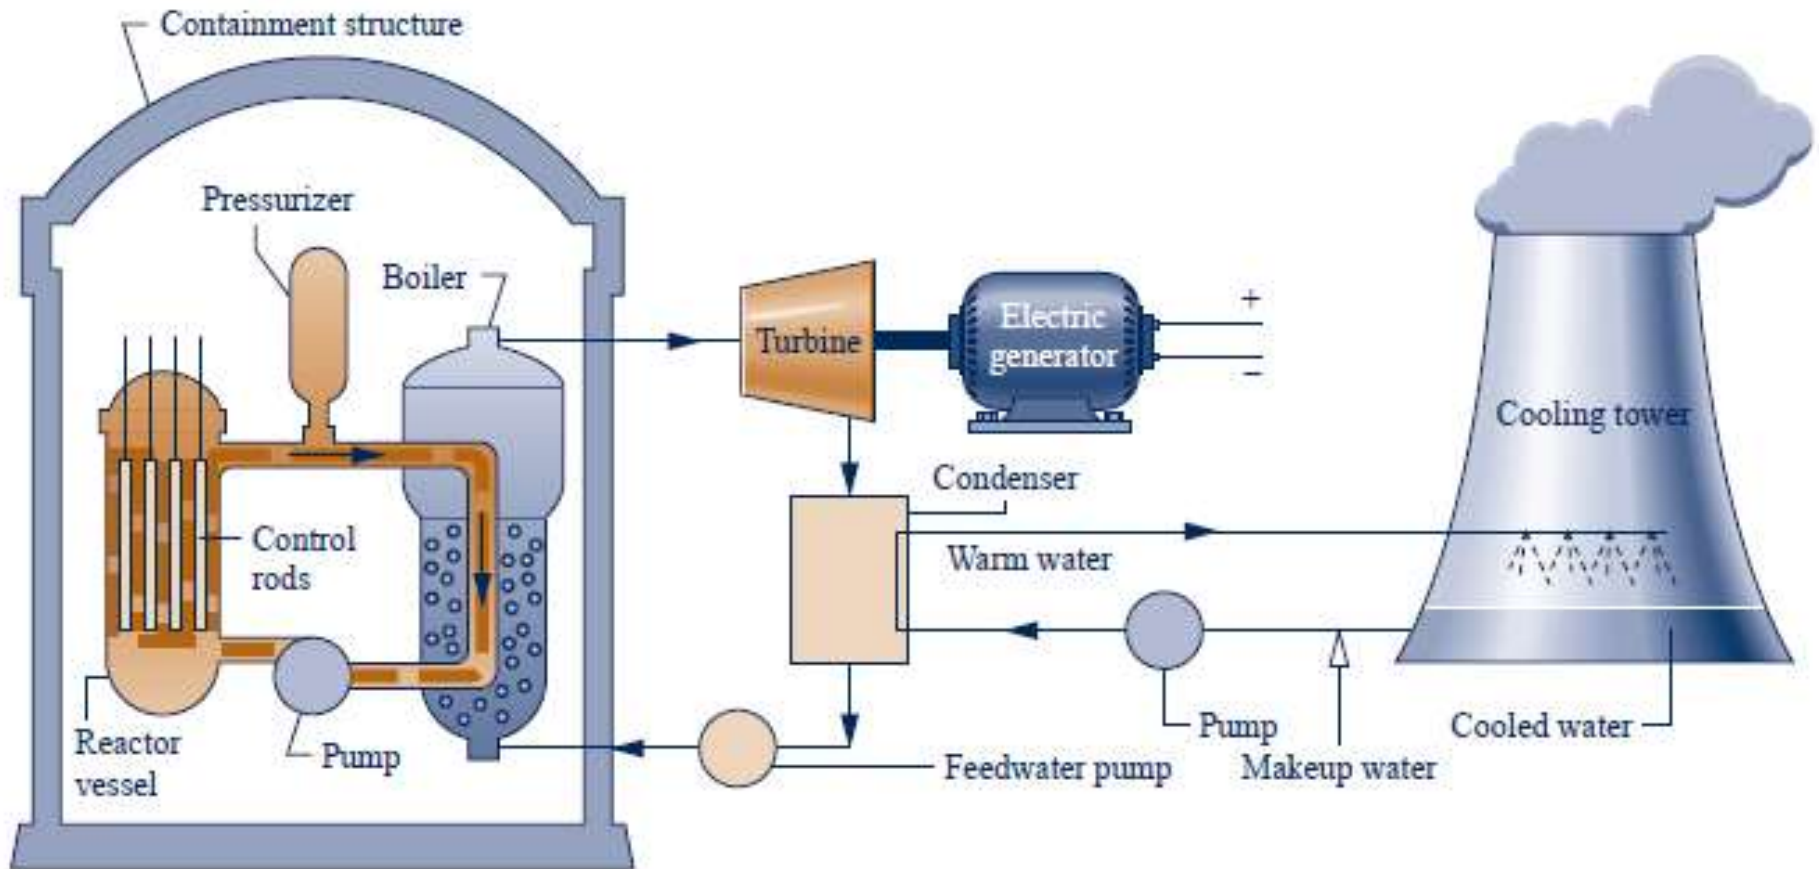 Containment structure
Pressurizer
Boiler
Turbine
Electric
generator
+
−
Cooling tower
Condenser
Control
rods
Warm water
Reactor
vessel
Pump
Feedwater pump
Pump
Makeup water
Cooled water